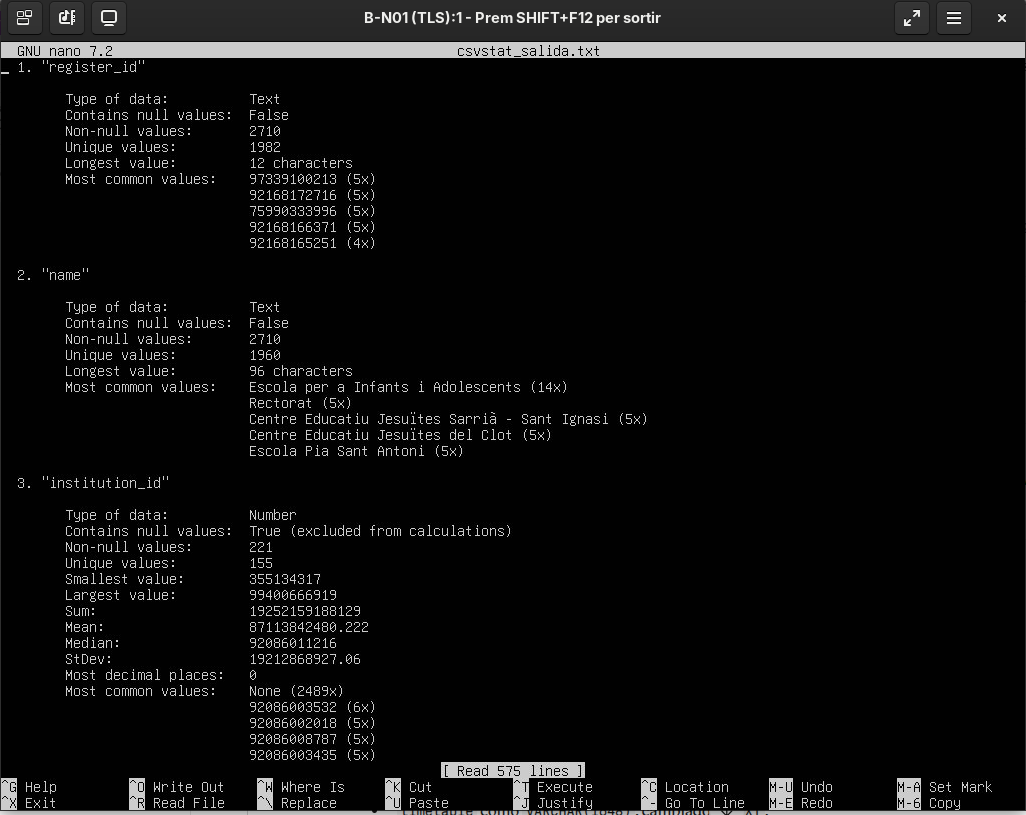 B-N01 (TLS):1 - Prem SHIFT+F12 per sortir
GNU nano 7.2 csvstat_salida.txt
1. "register_id"
Type of data: Text
Contains null values: False
Non-null values: 2710
Unique values: 1982
Longest value: 12 characters
Most common values: 97339100213 (5x)
92168172716 (5x)
75990333996 (5x)
92168166371 (5x)
92168165251 (4x)
2. "name"
Type of data: Text
Contains null values: False
Non-null values: 2710
Unique values: 1960
Longest value: 96 characters
Most common values: Escola per a Infants i Adolescents (14x)
Rectorat (5x)
Centre Educatiu Jesuïtes Sarrià - Sant Ignasi (5x)
Centre Educatiu Jesuïtes del Clot (5x)
Escola Pia Sant Antoni (5x)
3. "institution_id"
Type of data: Number
Contains null values: True (excluded from calculations)
Non-null values: 221
Unique values: 155
Smallest value: 355134317
Largest value: 99400666919
Sum: 19252159188129
Mean: 87113842480.222
Median: 92086011216
StDev: 19212868927.06
Most decimal places: 0
Most common values: None (2489x)
92086003532 (6x)
92086002018 (5x)
92086008787 (5x)
92086003435 (5x)
[ Read 575 lines ]
^G Help ^O Write Out ^W Where Is ^K Cut ^T Execute ^C Location M-U Undo M-A Set Mark
^X Exit ^R Read File ^\ Replace ^U Paste ^J Justify ^- Go To Line M-E Redo M-6 Copy